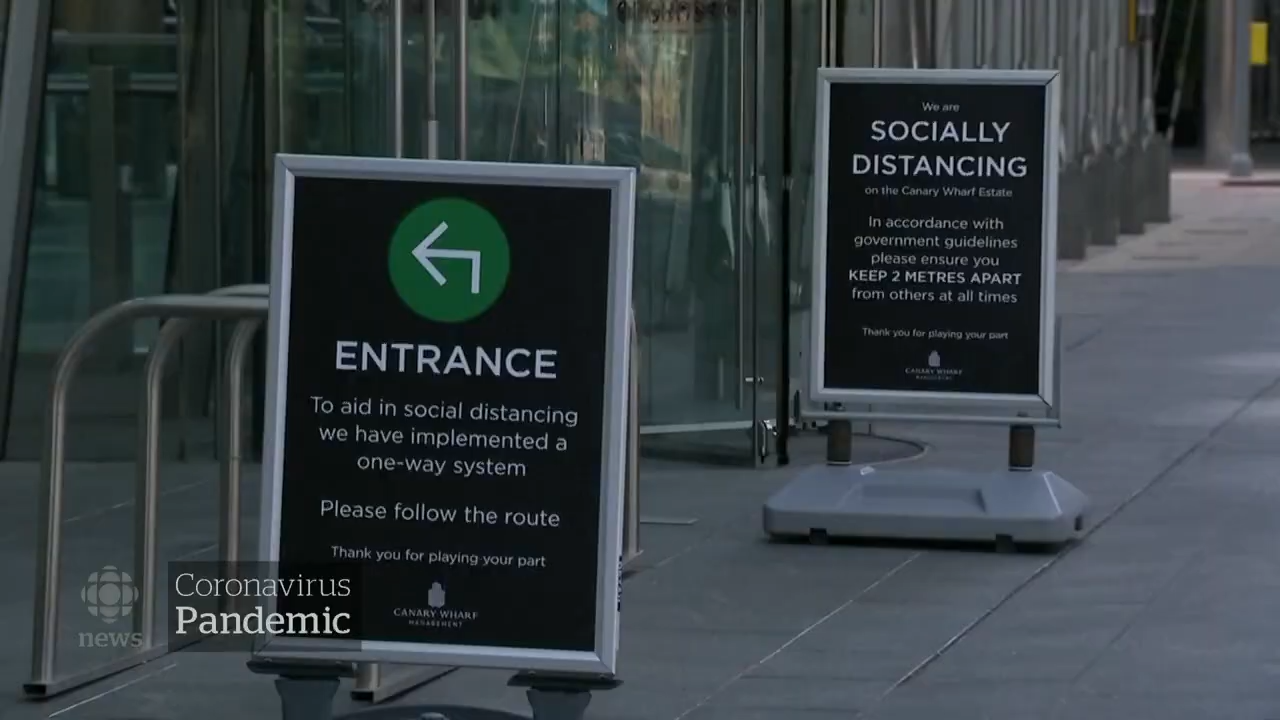 ENTRANCE
To aid in social distancing
we have implemented a
one-way system
Please follow the route
Thank you for playing your part
CANARY WHARF
MANAGEMENT
We are
SOCIALLY
DISTANCING
on the Canary Wharf Estate
In accordance with
government guidelines
please ensure you
KEEP 2 METRES APART
from others at all times
Thank you for playing your part
CANARY WHARF
MANAGEMENT
news
Coronavirus
Pandemic